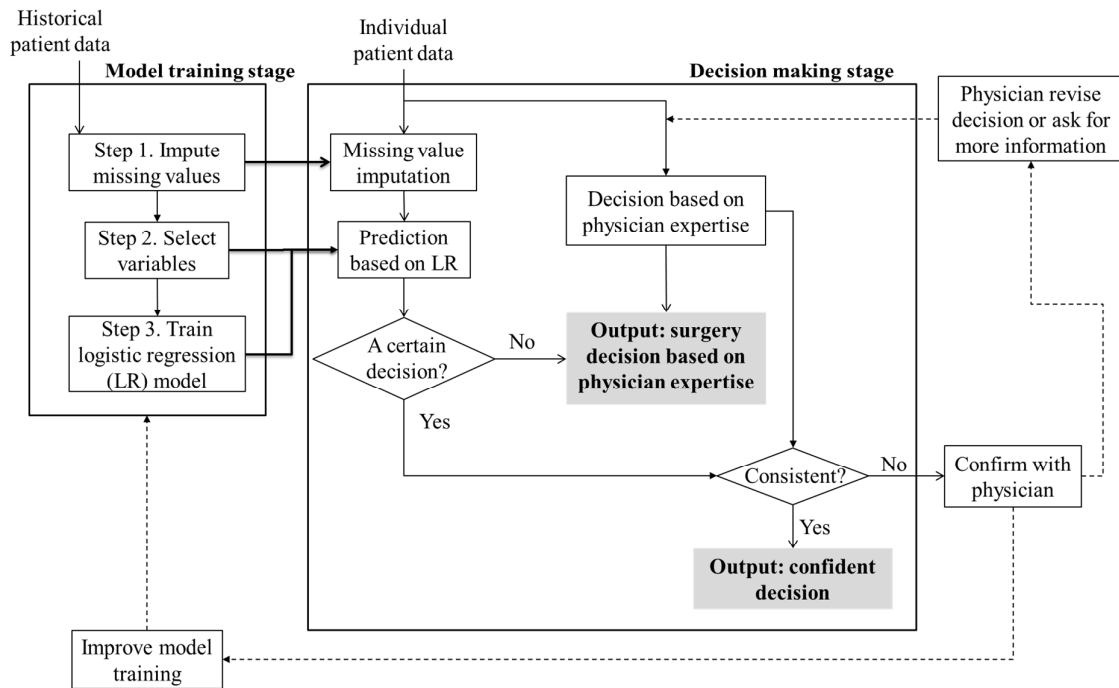 Historical
patient data
Individual
patient data
Model training stage
Decision making stage
Step 1. Impute
missing values
Missing value
imputation
Physician revise
decision or ask for
more information
Decision based on
physician expertise
Step 2. Select
variables
Prediction
based on LR
Step 3. Train
logistic regression
(LR) model
A certain
decision?
No
Output: surgery
decision based on
physician expertise
Yes
Consistent?
No
Confirm with
physician
Yes
Output: confident
decision
Improve model
training